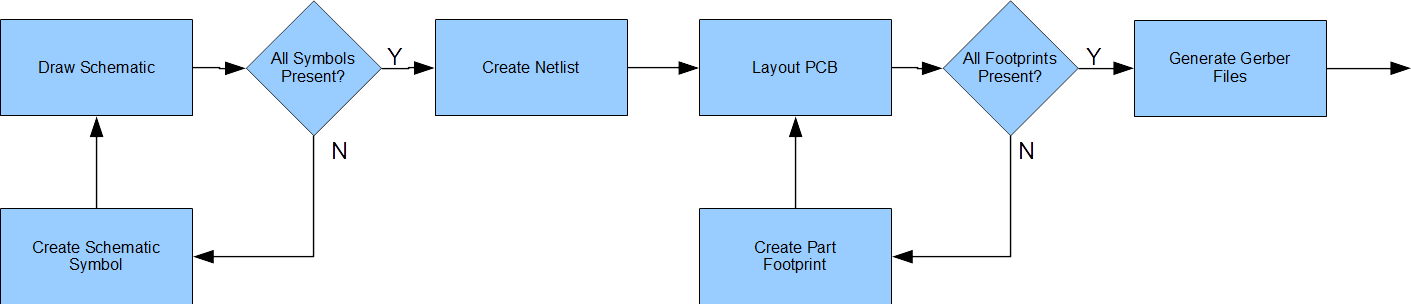 Draw Schematic
All Symbols
Present?
Y
Create Netlist
Layout PCB
All Footprints
Present?
Y
Generate Gerber
Files
N
N
Create Schematic
Symbol
Create Part
Footprint